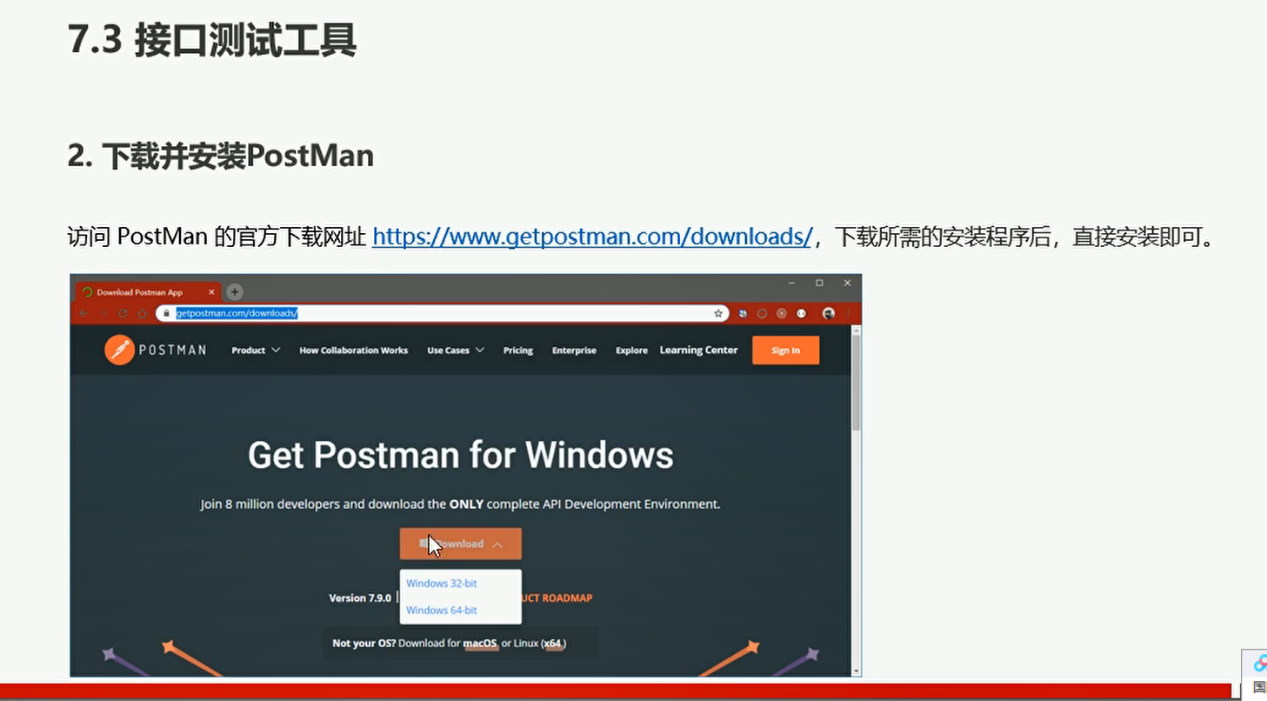 7.3 接口测试工具
2. 下载并安装PostMan
访问 PostMan 的官方下载网址 https://www.getpostman.com/downloads/，下载所需的安装程序后，直接安装即可。
Download Postman App
getpostman.com/downloads/
POSTMAN Product How Collaboration Works Use Cases Pricing Enterprise Explore Learning Center Sign In
Get Postman for Windows
Join 8 million developers and download the ONLY complete API Development Environment.
Windows 32-bit
Version 7.9.0 | ROADMAP
Windows 64-bit
Not your OS? Download for macOS or Linux (x64)